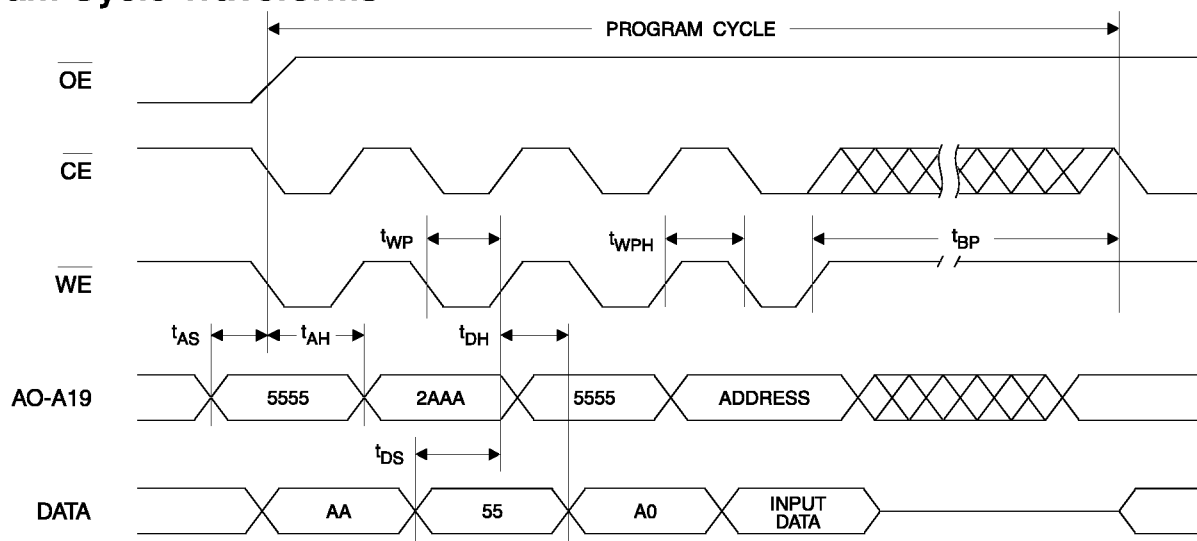 PROGRAM CYCLE
OE
CE
tWP
tWPH
tBP
WE
tAS
tAH
tDH
AO-A19
5555
2AAA
5555
ADDRESS
tDS
DATA
AA
55
A0
INPUT
DATA